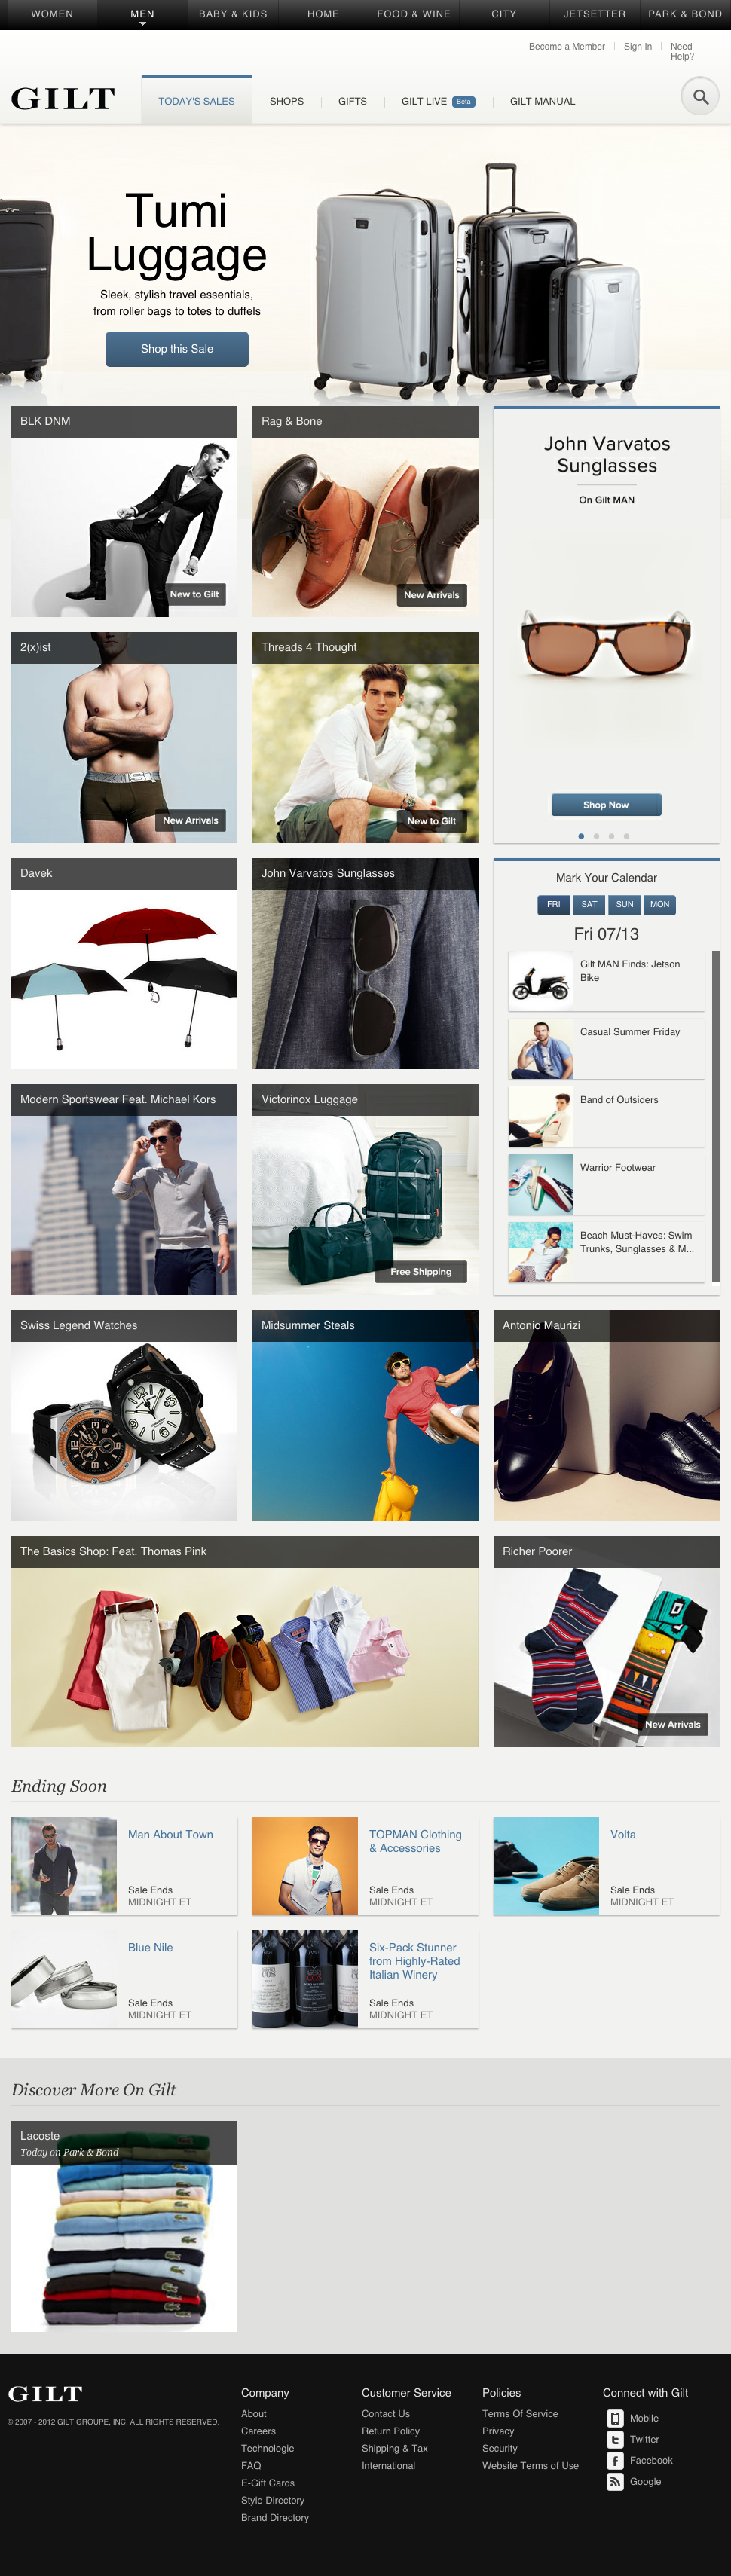 WOMEN MEN BABY & KIDS HOME FOOD & WINE CITY JETSETTER PARK & BOND
Become a Member Sign In Need
Help?
GILT
TODAY'S SALES SHOPS GIFTS GILT LIVE Beta GILT MANUAL
Tumi
Luggage
Sleek, stylish travel essentials,
from roller bags to totes to duffels
Shop this Sale
BLK DNM
New to Gilt
Rag & Bone
New Arrivals
John Varvatos
Sunglasses
On Gilt MAN
Shop Now
2(x)ist
New Arrivals
Threads 4 Thought
New to Gilt
Davek
John Varvatos Sunglasses
Mark Your Calendar
FRI SAT SUN MON
Fri 07/13
Gilt MAN Finds: Jetson
Bike
Casual Summer Friday
Band of Outsiders
Warrior Footwear
Beach Must-Haves: Swim
Trunks, Sunglasses & M...
Modern Sportswear Feat. Michael Kors
Victorinox Luggage
Free Shipping
Swiss Legend Watches
Midsummer Steals
Antonio Maurizi
The Basics Shop: Feat. Thomas Pink
Richer Poorer
New Arrivals
Ending Soon
Man About Town
Sale Ends
MIDNIGHT ET
TOPMAN Clothing
& Accessories
Sale Ends
MIDNIGHT ET
Volta
Sale Ends
MIDNIGHT ET
Blue Nile
Sale Ends
MIDNIGHT ET
Six-Pack Stunner
from Highly-Rated
Italian Winery
Sale Ends
MIDNIGHT ET
Discover More On Gilt
Lacoste
Today on Park & Bond
GILT
© 2007 - 2012 GILT GROUPE, INC. ALL RIGHTS RESERVED.
Company
About
Careers
Technologie
FAQ
E-Gift Cards
Style Directory
Brand Directory
Customer Service
Contact Us
Return Policy
Shipping & Tax
International
Policies
Terms Of Service
Privacy
Security
Website Terms of Use
Connect with Gilt
Mobile
Twitter
Facebook
Google